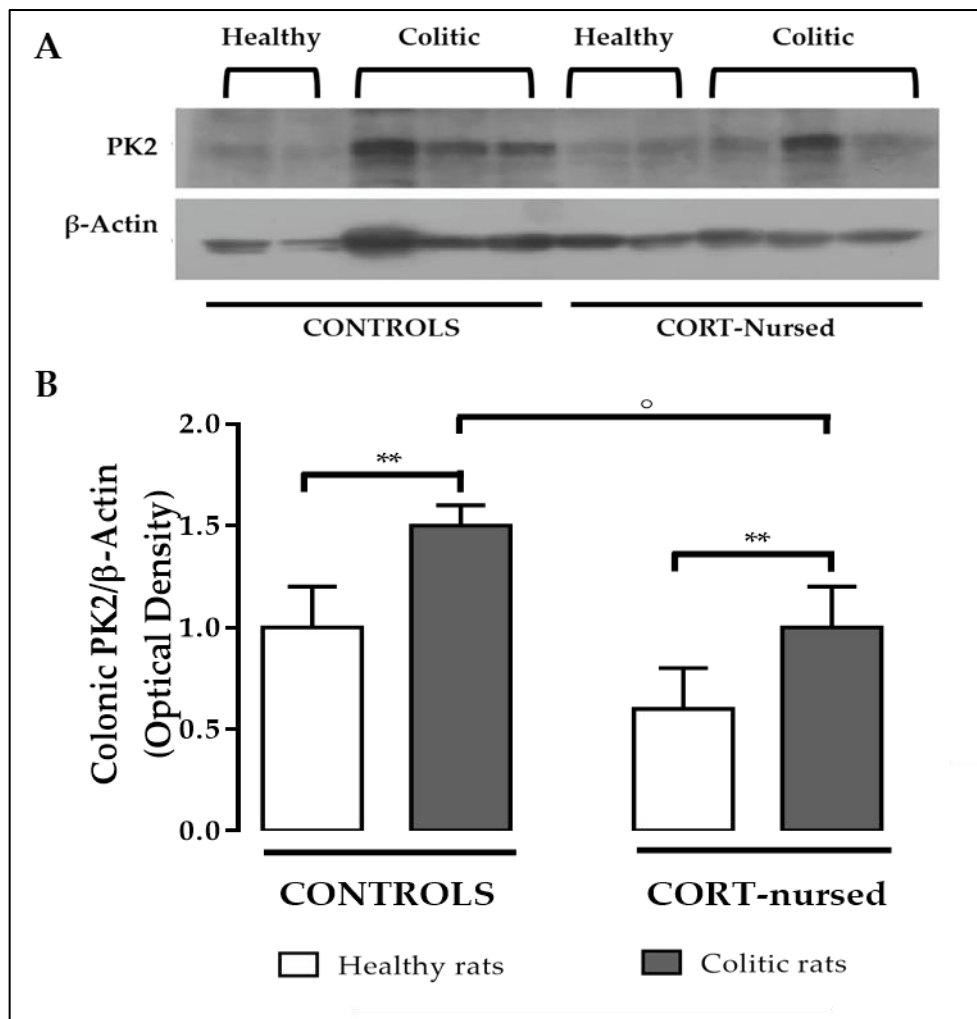 A
Healthy Colitic Healthy Colitic
PK2
β-Actin
CONTROLS CORT-Nursed
B
Colonic PK2/β-Actin
(Optical Density)
2.0
1.5
1.0
0.5
0.0
**
°
**
CONTROLS CORT-nursed
Healthy rats Colitic rats